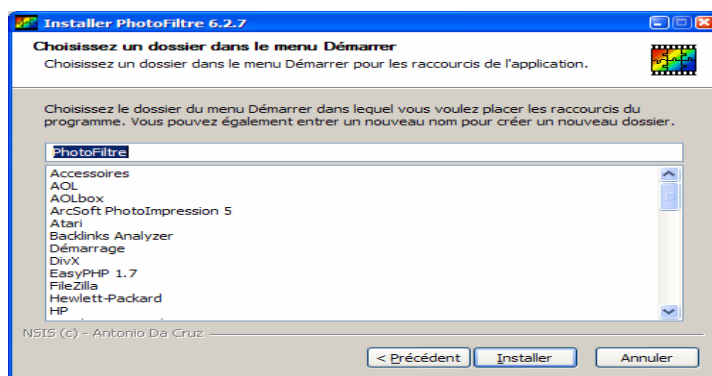 Installer PhotoFiltre 6.2.7
Choisissez un dossier dans le menu Démarrer
Choisissez un dossier dans le menu Démarrer pour les raccourcis de l'application.
Choisissez le dossier du menu Démarrer dans lequel vous voulez placer les raccourcis du
programme. Vous pouvez également entrer un nouveau nom pour créer un nouveau dossier.
PhotoFiltre
Accessoires
AOL
AOLbox
ArcSoft PhotoImpression 5
Atari
Backlinks Analyzer
Démarrage
DivX
EasyPHP 1.7
FileZilla
Hewlett-Packard
HP
NSIS (c) - Antonio Da Cruz
< Précédent
Installer
Annuler